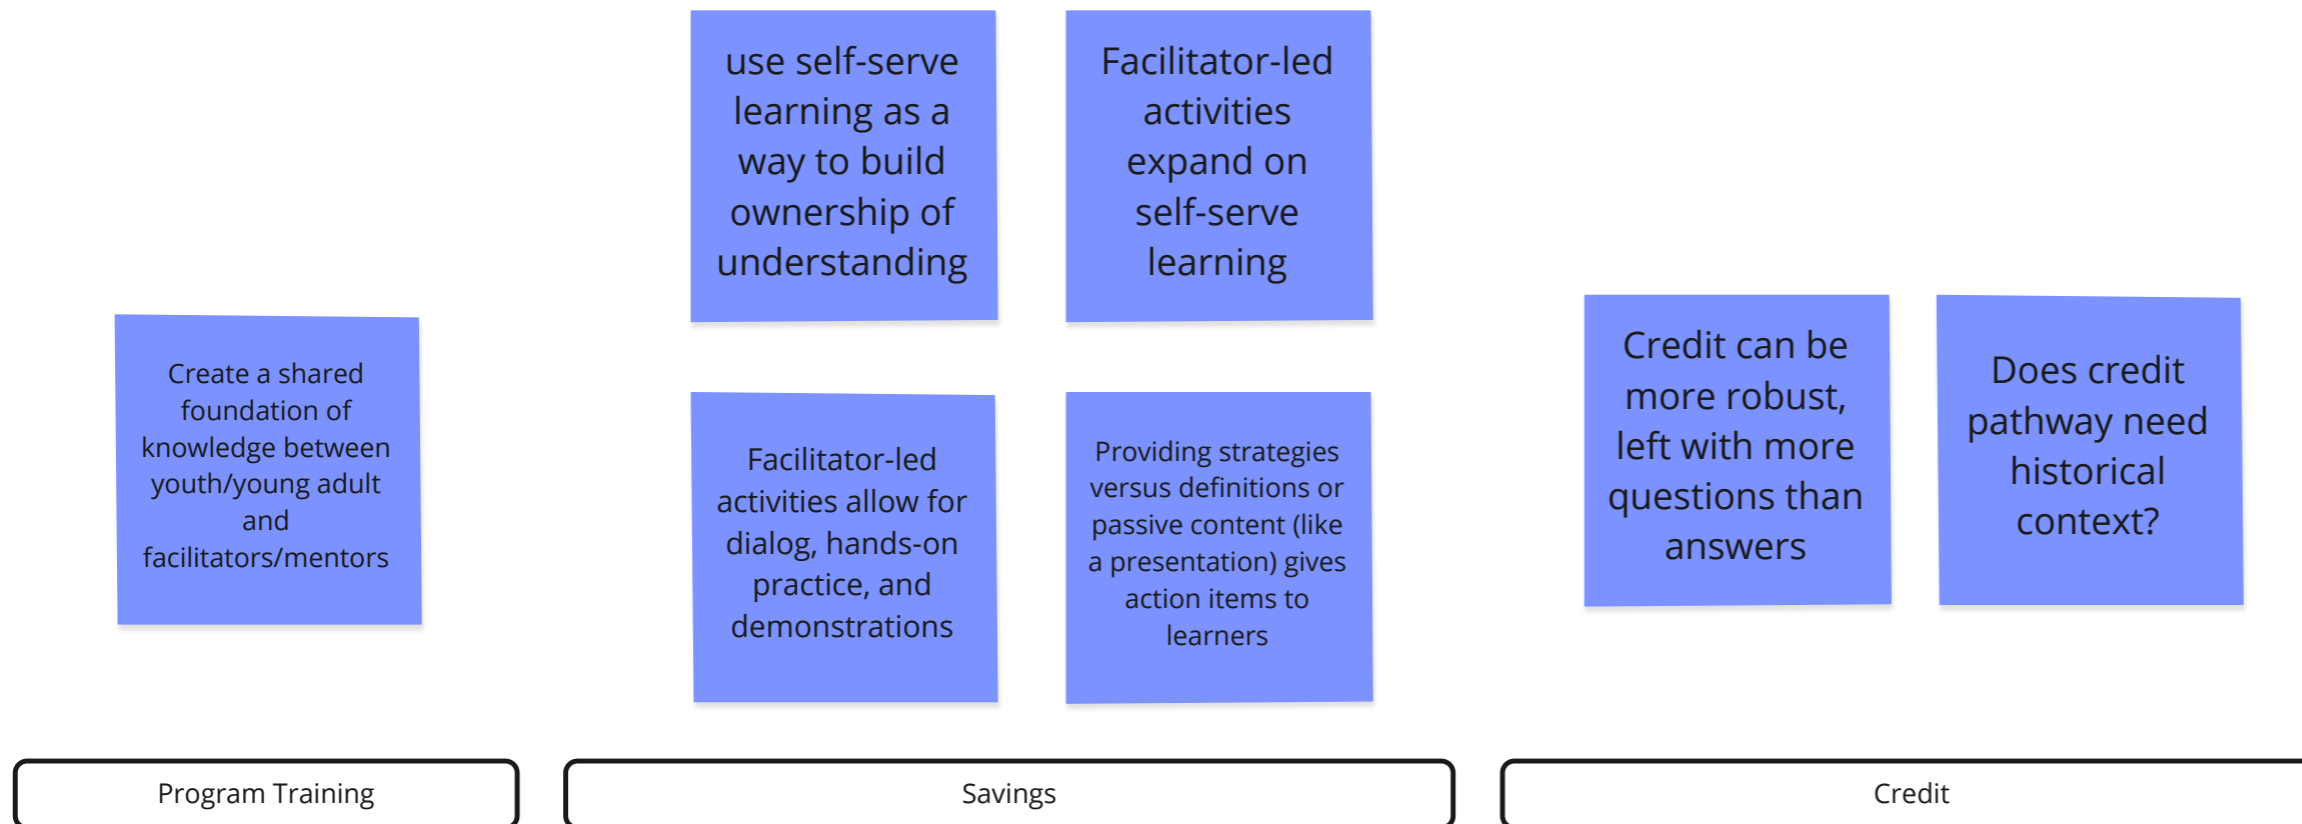 use self-serve
learning as a
way to build
ownership of
understanding
Facilitator-led
activities
expand on
self-serve
learning
Create a shared
foundation of
knowledge between
youth/young adult
and
facilitators/mentors
Facilitator-led
activities allow for
dialog, hands-on
practice, and
demonstrations
Providing strategies
versus definitions or
passive content (like
a presentation) gives
action items to
learners
Credit can be
more robust,
left with more
questions than
answers
Does credit
pathway need
historical
context?
Program Training
Savings
Credit